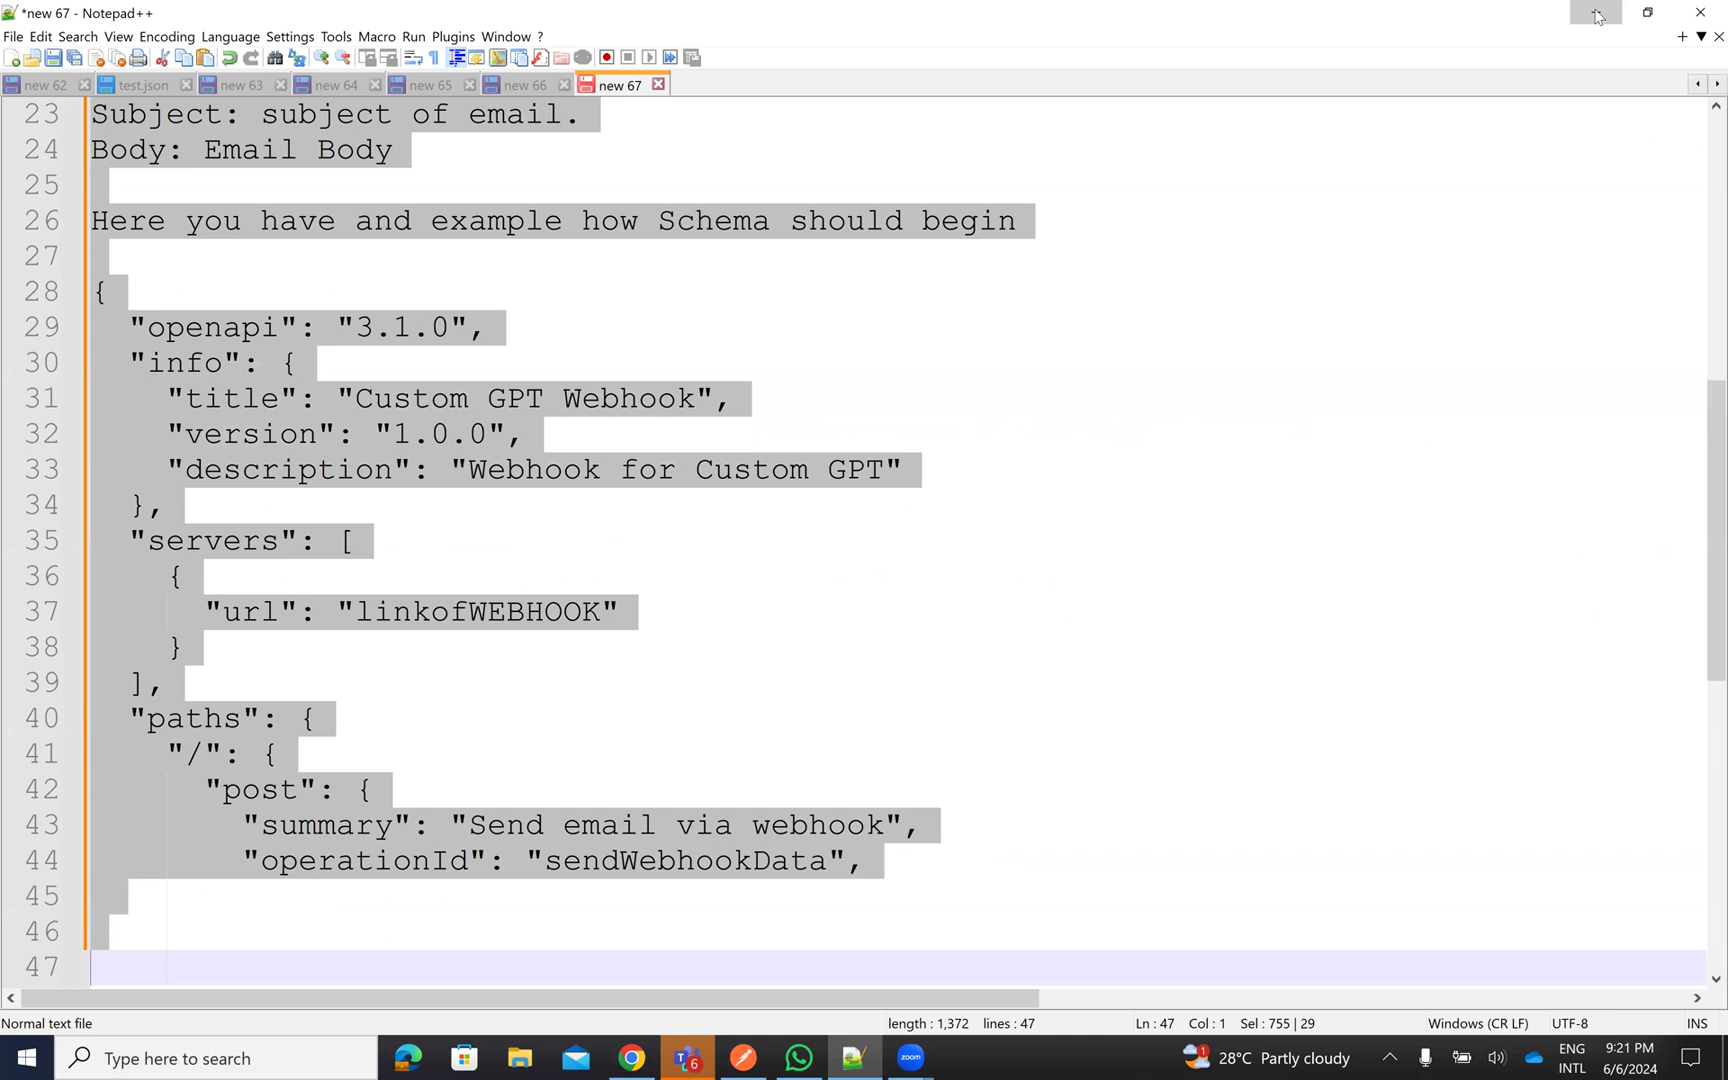 *new 67 - Notepad++
File Edit Search View Encoding Language Settings Tools Macro Run Plugins Window ?
new 62 test.json new 63 new 64 new 65 new 66 new 67
23 Subject: subject of email.
24 Body: Email Body
25
26 Here you have and example how Schema should begin
27
28 {
29 "openapi": "3.1.0",
30 "info": {
31 "title": "Custom GPT Webhook",
32 "version": "1.0.0",
33 "description": "Webhook for Custom GPT"
34 },
35 "servers": [
36 {
37 "url": "linkofWEBHOOK"
38 }
39 ],
40 "paths": {
41 "/": {
42 "post": {
43 "summary": "Send email via webhook",
44 "operationId": "sendWebhookData",
45
46
47
Normal text file length : 1,372 lines : 47 Ln : 47 Col : 1 Sel : 755 | 29 Windows (CR LF) UTF-8 INS
Type here to search 6 zoom 1 28°C Partly cloudy ENG INTL 9:21 PM 6/6/2024